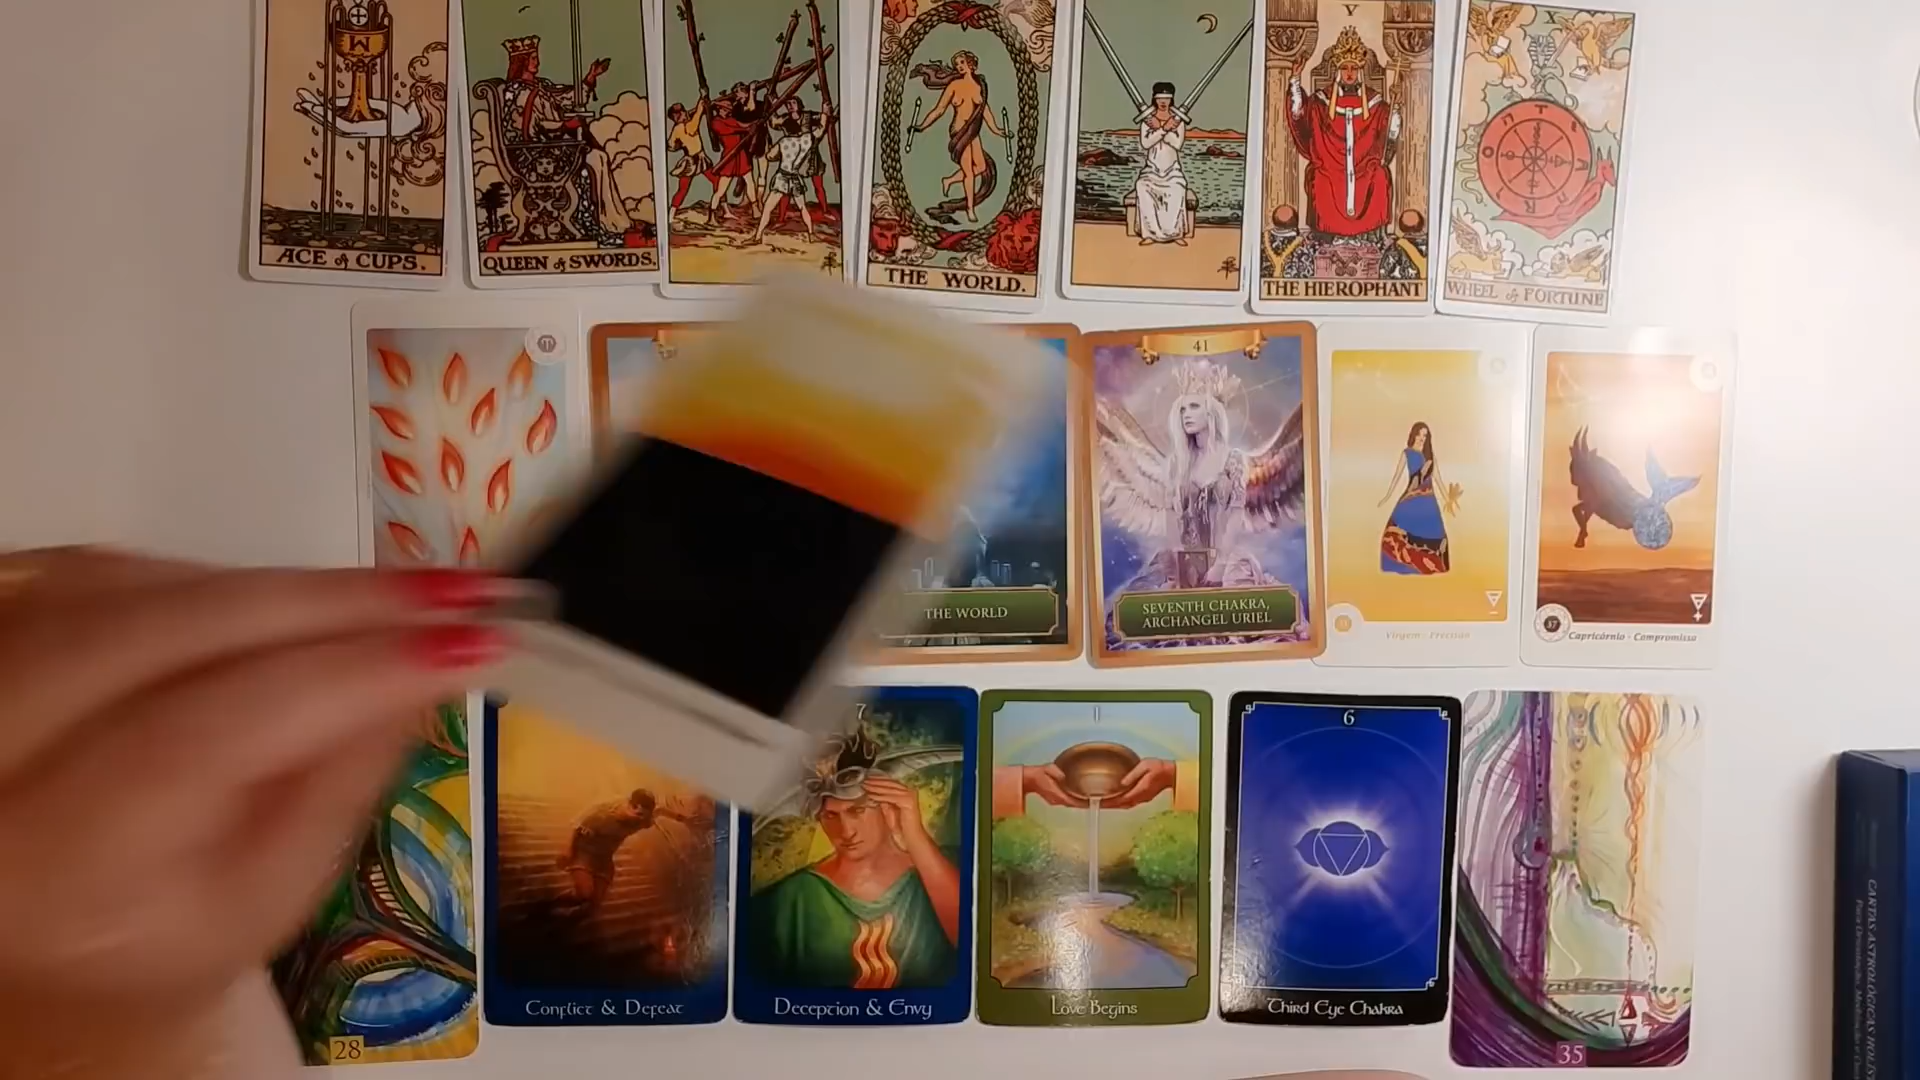 ACE of CUPS.
QUEEN of SWORDS.
THE WORLD.
V
THE HIEROPHANT
X
WHEEL of FORTUNE
THE WORLD
41
SEVENTH CHAKRA,
ARCHANGEL URIEL
Virgem - Precisão
37
Capricórnio - Compromisso
28
Conflict & Defeat
7
Deception & Envy
1
Love Begins
6
Third Eye Chakra
35
CARTAS ASTROLÓGICAS